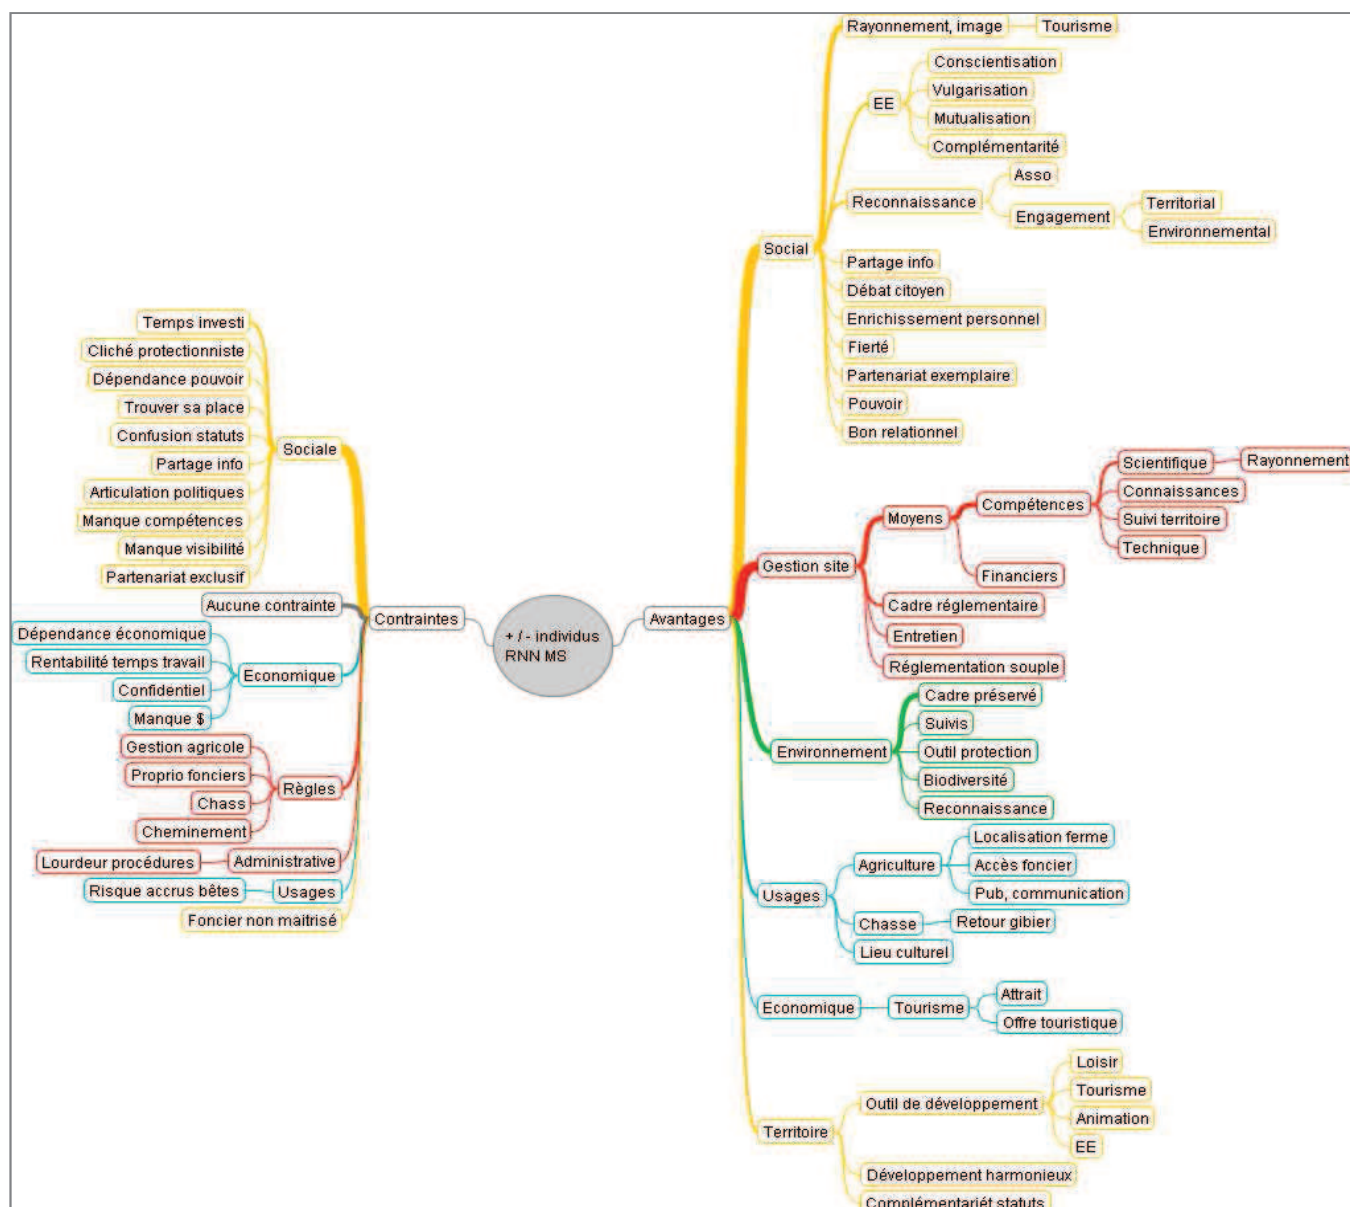 Rayonnement, image
Tourisme
EE
Conscientisation
Vulgarisation
Mutualisation
Complémentarité
Reconnaissance
Asso
Engagement
Territorial
Environnemental
Social
Partage info
Débat citoyen
Enrichissement personnel
Fierté
Partenariat exemplaire
Pouvoir
Bon relationnel
Temps investi
Cliché protectionniste
Dépendance pouvoir
Trouver sa place
Confusion statuts
Partage info
Articulation politiques
Manque compétences
Manque visibilité
Partenariat exclusif
Sociale
Aucune contrainte
Contraintes
Dépendance économique
Rentabilité temps travail
Confidentiel
Manque $
Economique
Gestion agricole
Proprio fonciers
Chass
Cheminement
Règles
Lourdeur procédures
Administrative
Risque accrus bêtes
Usages
Foncier non maitrisé
+ / - individus
RNN MS
Avantages
Gestion site
Moyens
Compétences
Scientifique
Rayonnement
Connaissances
Suivi territoire
Technique
Financiers
Cadre réglementaire
Entretien
Réglementation souple
Environnement
Cadre préservé
Suivis
Outil protection
Biodiversité
Reconnaissance
Usages
Agriculture
Localisation ferme
Accès foncier
Pub, communication
Chasse
Retour gibier
Lieu culturel
Economique
Tourisme
Attrait
Offre touristique
Territoire
Outil de développement
Loisir
Tourisme
Animation
EE
Développement harmonieux
Complémentariét statuts